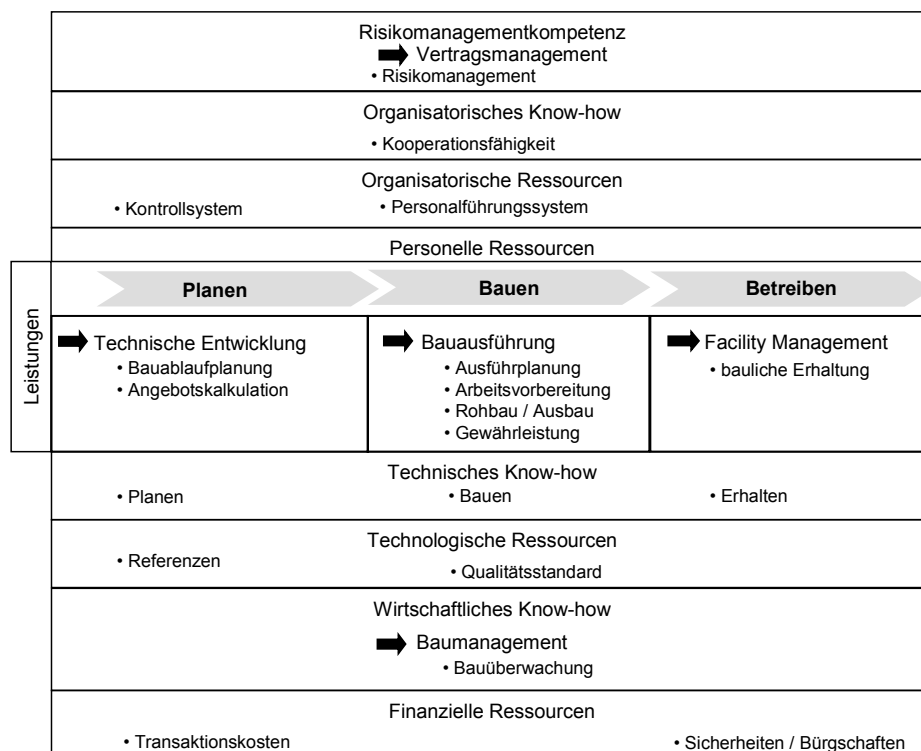 Risikomanagementkompetenz
Vertragsmanagement
• Risikomanagement
Organisatorisches Know-how
• Kooperationsfähigkeit
Organisatorische Ressourcen
• Kontrollsystem • Personalführungssystem
Personelle Ressourcen
Leistungen
Planen Bauen Betreiben
Technische Entwicklung
• Bauablaufplanung
• Angebotskalkulation
Bauausführung
• Ausführplanung
• Arbeitsvorbereitung
• Rohbau / Ausbau
• Gewährleistung
Facility Management
• bauliche Erhaltung
Technisches Know-how
• Planen • Bauen • Erhalten
Technologische Ressourcen
• Referenzen
• Qualitätsstandard
Wirtschaftliches Know-how
Baumanagement
• Bauüberwachung
Finanzielle Ressourcen
• Transaktionskosten • Sicherheiten / Bürgschaften